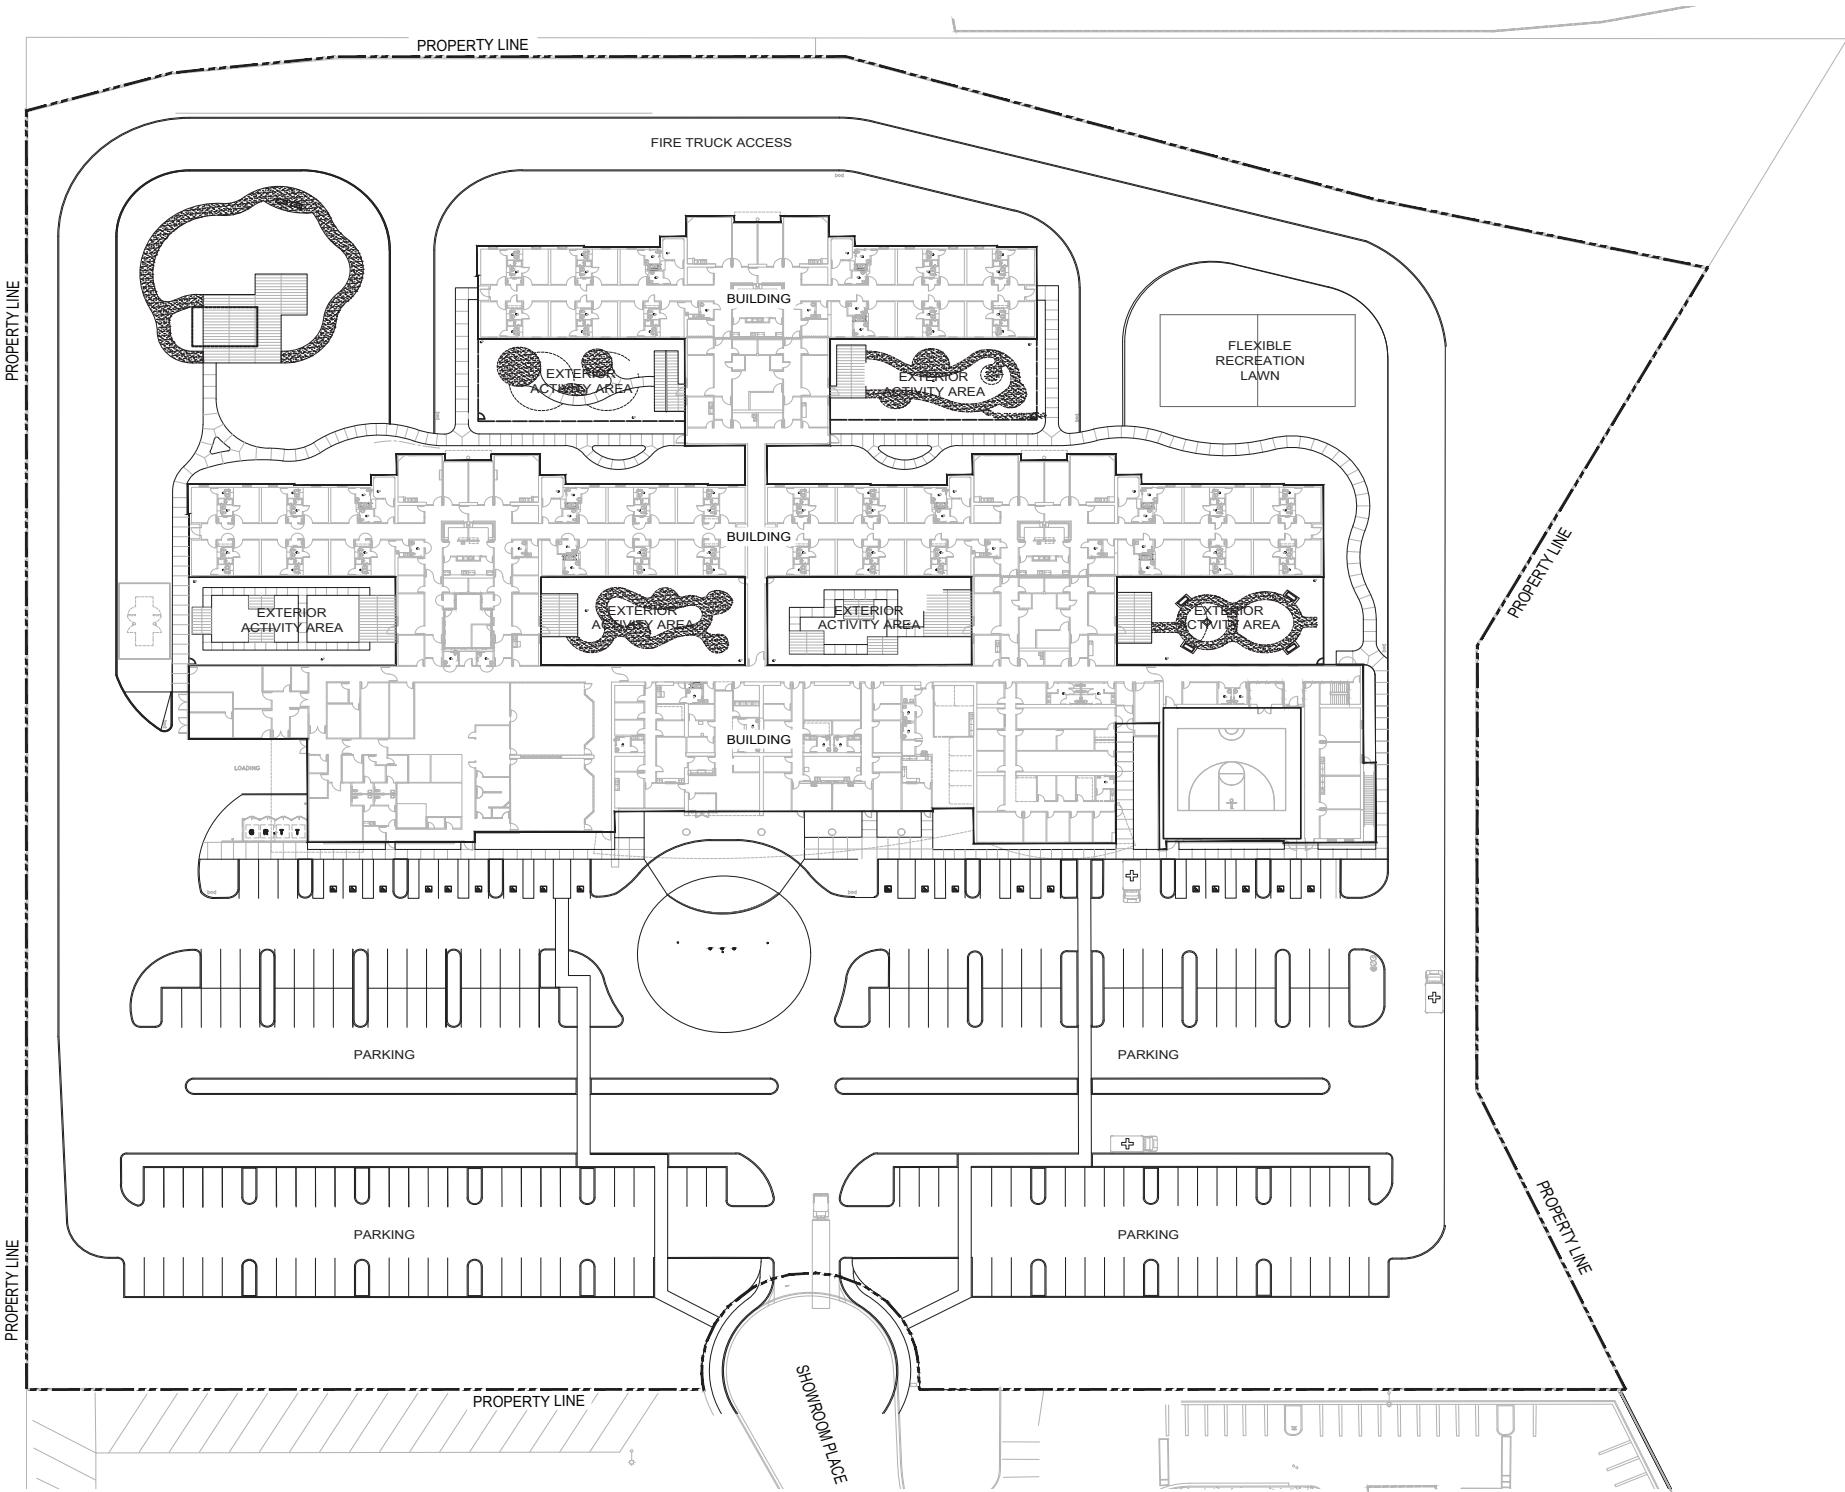 PROPERTY LINE
FIRE TRUCK ACCESS
PROPERTY LINE
BUILDING
FLEXIBLE
RECREATION
LAWN
EXTERIOR
ACTIVITY AREA
EXTERIOR
ACTIVITY AREA
BUILDING
PROPERTY LINE
EXTERIOR
ACTIVITY AREA
EXTERIOR
ACTIVITY AREA
EXTERIOR
ACTIVITY AREA
EXTERIOR
ACTIVITY AREA
BUILDING
LOADING
PARKING
PARKING
PROPERTY LINE
PARKING
PARKING
PROPERTY LINE
PROPERTY LINE
SHOWROOM PLACE